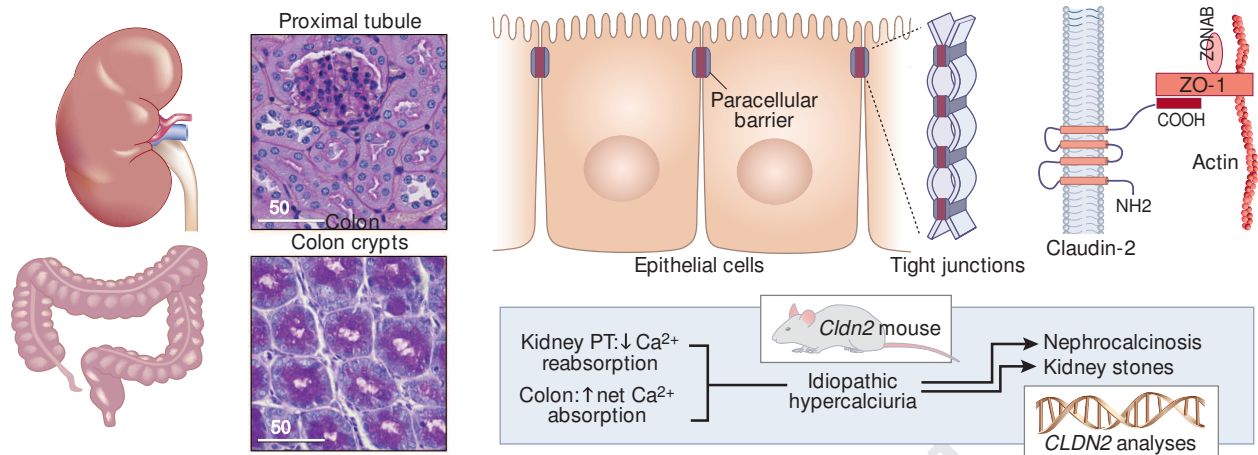 Proximal tubule
50
Colon
Colon crypts
50
Paracellular
barrier
Epithelial cells
Tight junctions
ZONAB
ZO-1
COOH
Actin
NH2
Claudin-2
Cldn2 mouse
Kidney PT:↓Ca²⁺
reabsorption
Colon:↑net Ca²⁺
absorption
Idiopathic
hypercalciuria
Nephrocalcinosis
Kidney stones
CLDN2 analyses